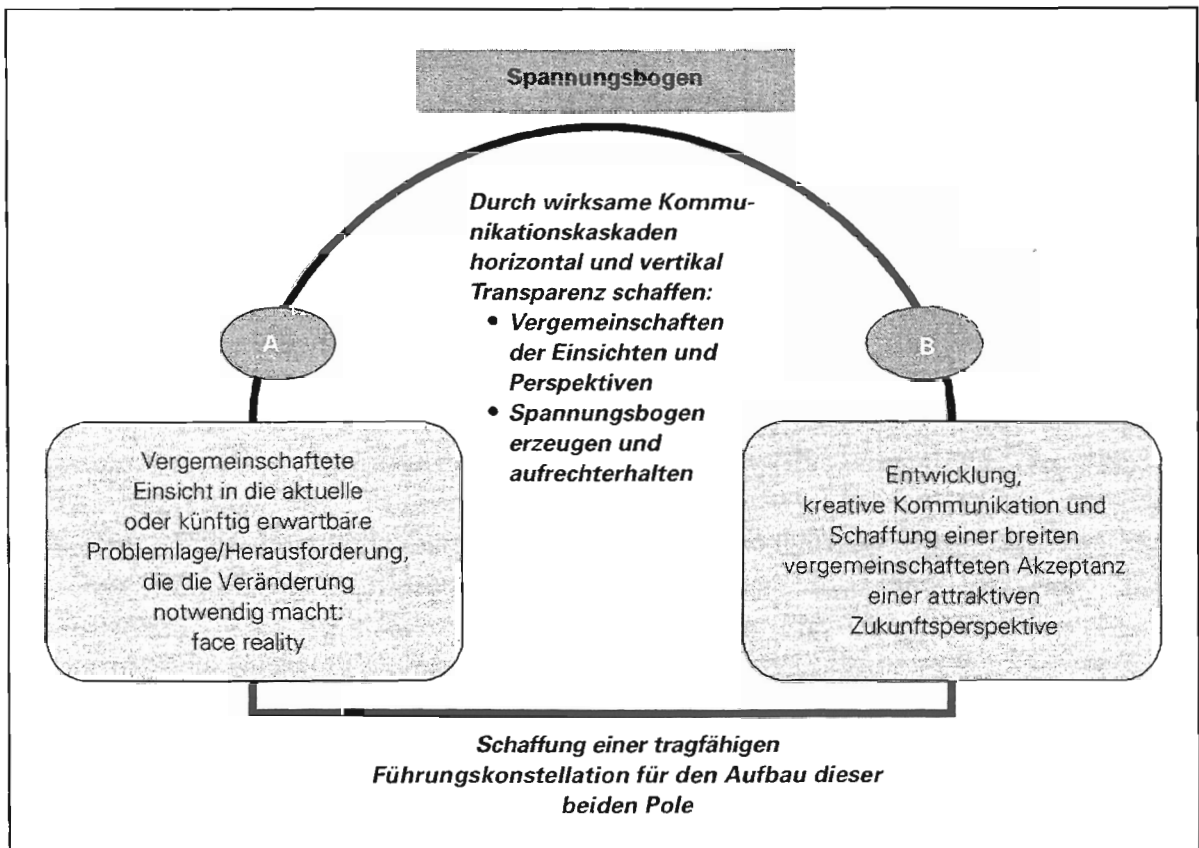 Spannungsbogen
Durch wirksame Kommu-
nikationskaskaden
horizontal und vertikal
Transparenz schaffen:
• Vergemeinschaften
der Einsichten und
Perspektiven
• Spannungsbogen
erzeugen und
aufrechterhalten
A
B
Vergemeinschaftete
Einsicht in die aktuelle
oder künftig erwartbare
Problemlage/Herausforderung,
die die Veränderung
notwendig macht:
face reality
Entwicklung,
kreative Kommunikation und
Schaffung einer breiten
vergemeinschafteten Akzeptanz
einer attraktiven
Zukunftsperspektive
Schaffung einer tragfähigen
Führungskonstellation für den Aufbau dieser
beiden Pole